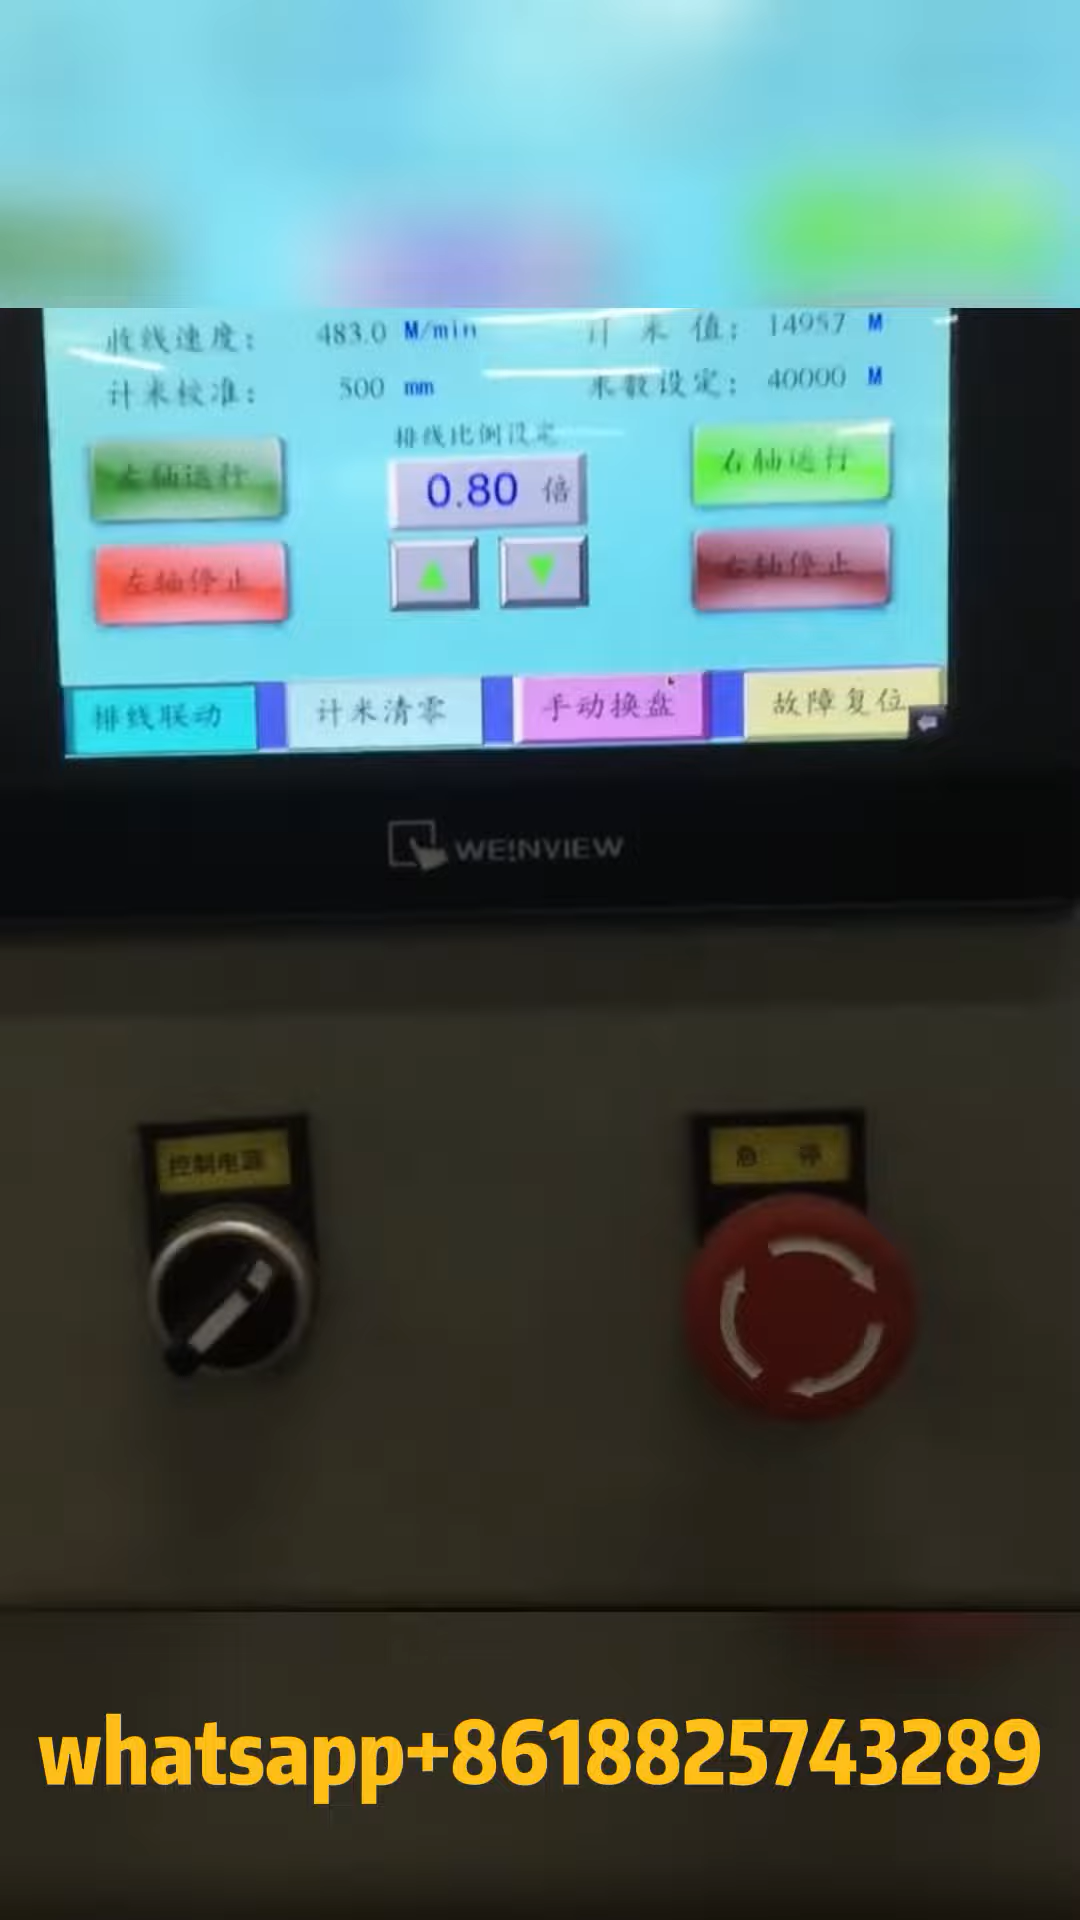 收线速度: 483.0 M/min 计米值: 14957 M
计米校准: 500 mm 米数设定: 40000 M
排线比例设定
左轴运行 0.80 倍 右轴运行
左轴停止 右轴停止
排线联动 计米清零 手动换盘 故障复位
WE!NVIEW
控制电源 急 停
whatsapp+8618825743289